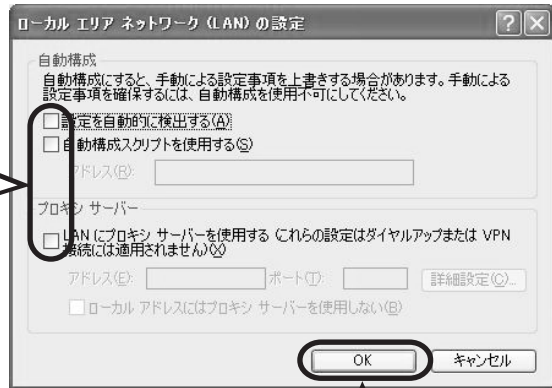 ローカル エリア ネットワーク (LAN) の設定
自動構成
自動構成にすると、手動による設定事項を上書きする場合があります。手動による
設定事項を確保するには、自動構成を使用不可にしてください。
設定を自動的に検出する(A)
自動構成スクリプトを使用する(S)
アドレス(R):
プロキシ サーバー
LAN にプロキシ サーバーを使用する (これらの設定はダイヤルアップまたは VPN
接続には適用されません)(X)
アドレス(E): ポート(T): 詳細設定(C)...
ローカル アドレスにはプロキシ サーバーを使用しない(B)
OK キャンセル